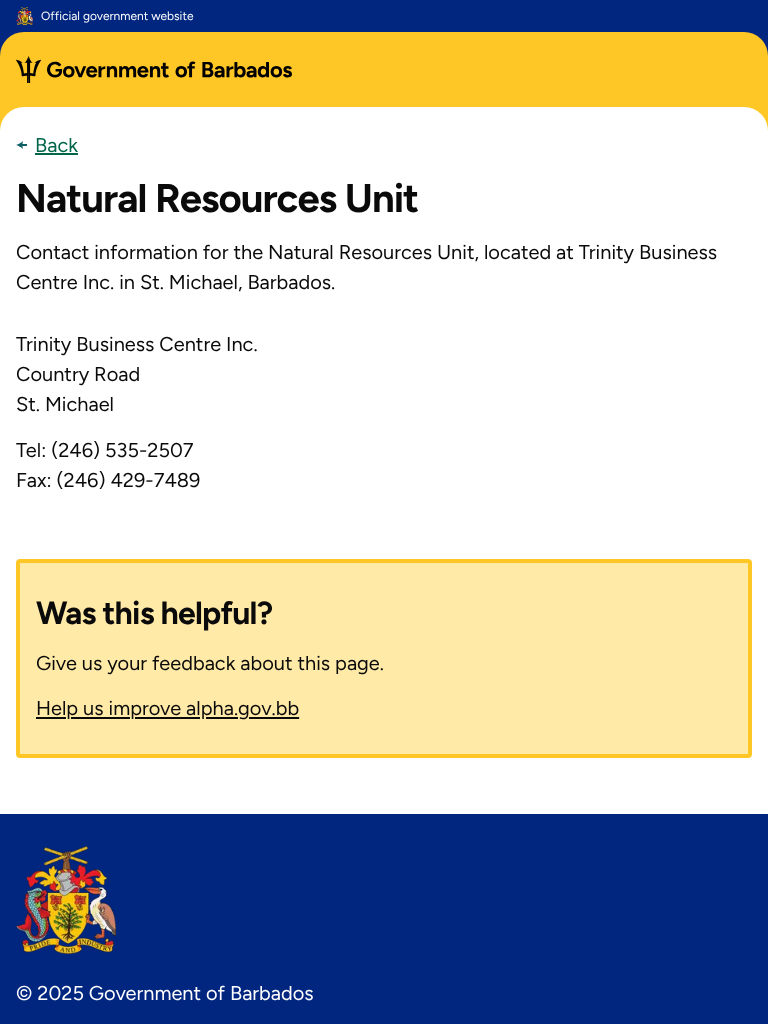 Official government website
Government of Barbados
Back
Natural Resources Unit
Contact information for the Natural Resources Unit, located at Trinity Business
Centre Inc. in St. Michael, Barbados.
Trinity Business Centre Inc.
Country Road
St. Michael
Tel: (246) 535-2507
Fax: (246) 429-7489
Was this helpful?
Give us your feedback about this page.
Help us improve alpha.gov.bb
PRIDE AND INDUSTRY
© 2025 Government of Barbados